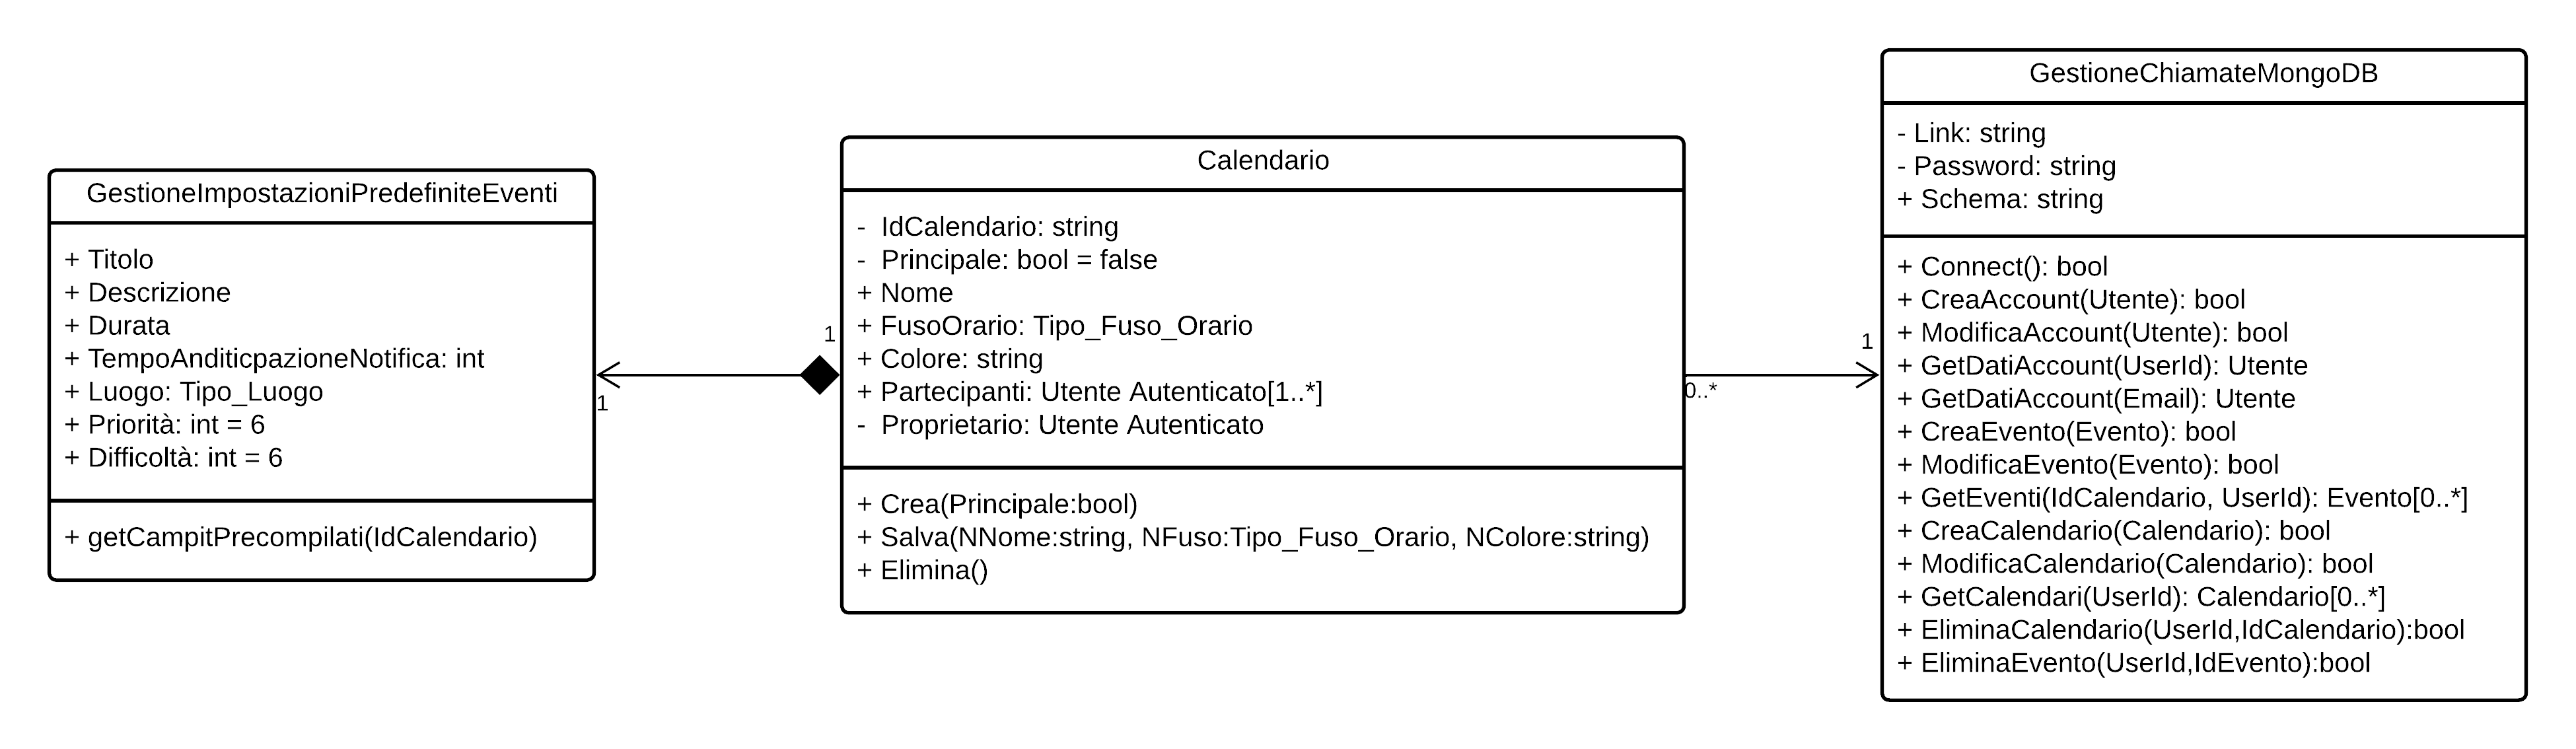 GestioneImpostazioniPredefiniteEventi
+ Titolo
+ Descrizione
+ Durata
+ TempoAnditicpazioneNotifica: int
+ Luogo: Tipo_Luogo
+ Priorità: int = 6
+ Difficoltà: int = 6
+ getCampitPrecompilati(IdCalendario)
1
1
Calendario
- IdCalendario: string
- Principale: bool = false
+ Nome
+ FusoOrario: Tipo_Fuso_Orario
+ Colore: string
+ Partecipanti: Utente Autenticato[1..*]
- Proprietario: Utente Autenticato
+ Crea(Principale:bool)
+ Salva(NNome:string, NFuso:Tipo_Fuso_Orario, NColore:string)
+ Elimina()
0..*
1
GestioneChiamateMongoDB
- Link: string
- Password: string
+ Schema: string
+ Connect(): bool
+ CreaAccount(Utente): bool
+ ModificaAccount(Utente): bool
+ GetDatiAccount(UserId): Utente
+ GetDatiAccount(Email): Utente
+ CreaEvento(Evento): bool
+ ModificaEvento(Evento): bool
+ GetEventi(IdCalendario, UserId): Evento[0..*]
+ CreaCalendario(Calendario): bool
+ ModificaCalendario(Calendario): bool
+ GetCalendari(UserId): Calendario[0..*]
+ EliminaCalendario(UserId,IdCalendario):bool
+ EliminaEvento(UserId,IdEvento):bool